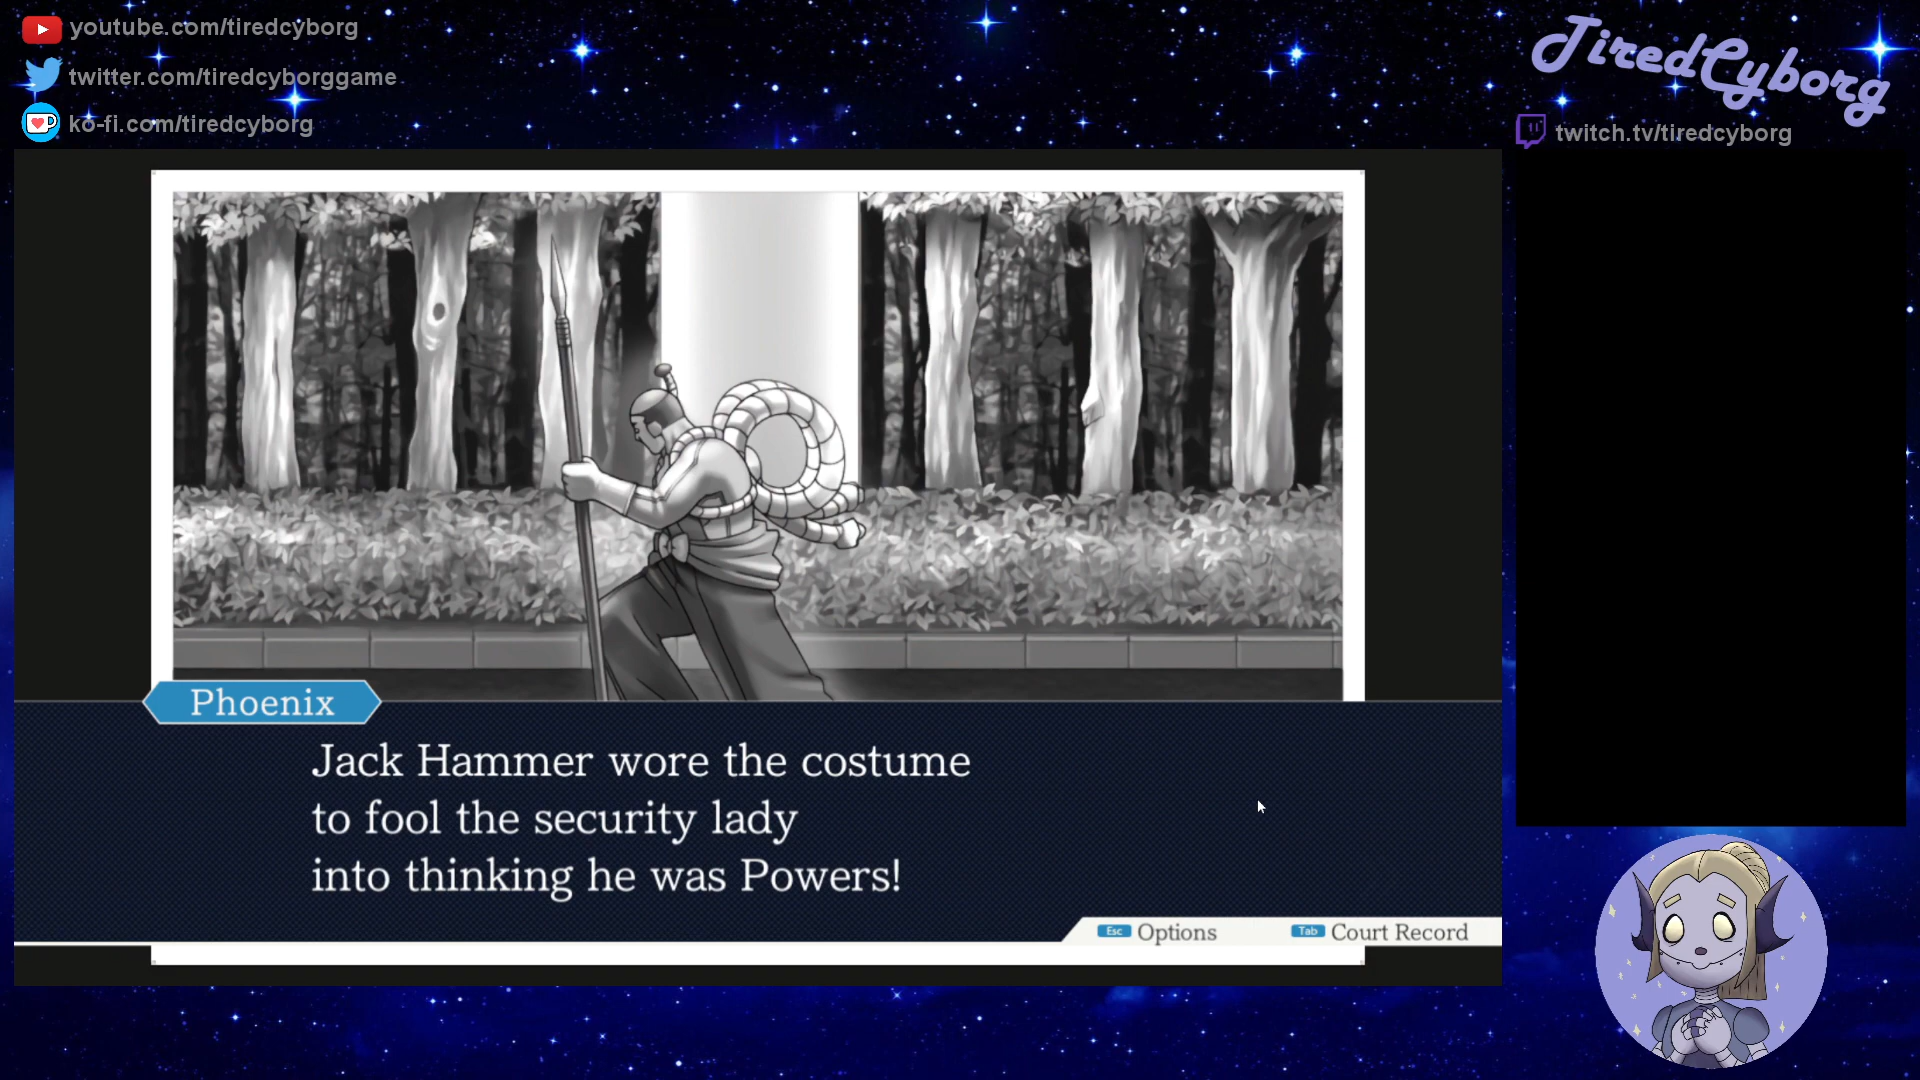 youtube.com/tiredcyborg
twitter.com/tiredcyborggame
ko-fi.com/tiredcyborg
TiredCyborg
twitch.tv/tiredcyborg
Phoenix
Jack Hammer wore the costume
to fool the security lady
into thinking he was Powers!
Esc Options
Tab Court Record